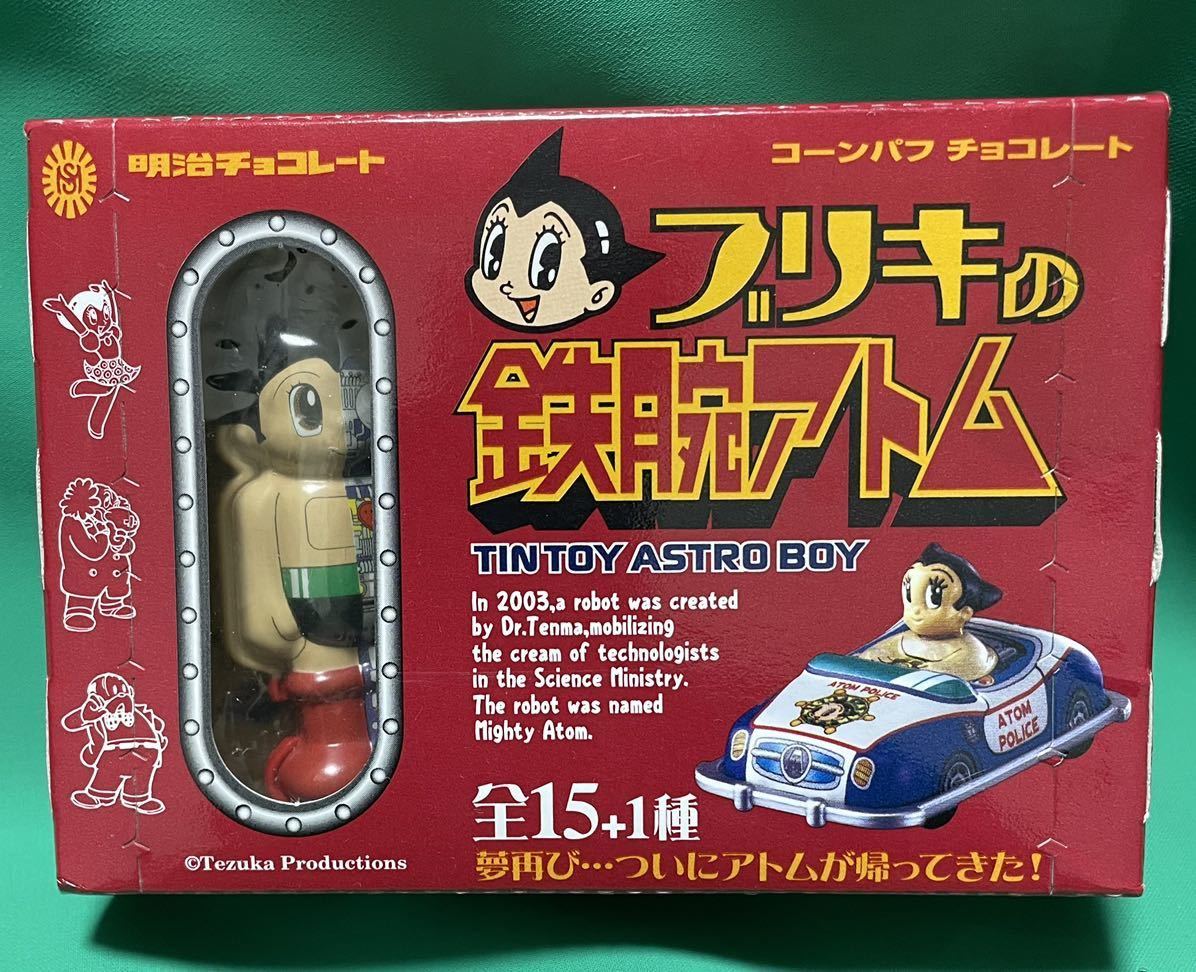 明治チョコレート
コーンパフ チョコレート
ブリキの
鉄腕アトム
TIN TOY ASTRO BOY
In 2003,a robot was created
by Dr.Tenma,mobilizing
the cream of technologists
in the Science Ministry.
The robot was named
Mighty Atom.
ATOM POLICE
ATOM
POLICE
全15+1種
夢再び…ついにアトムが帰ってきた!
©Tezuka Productions